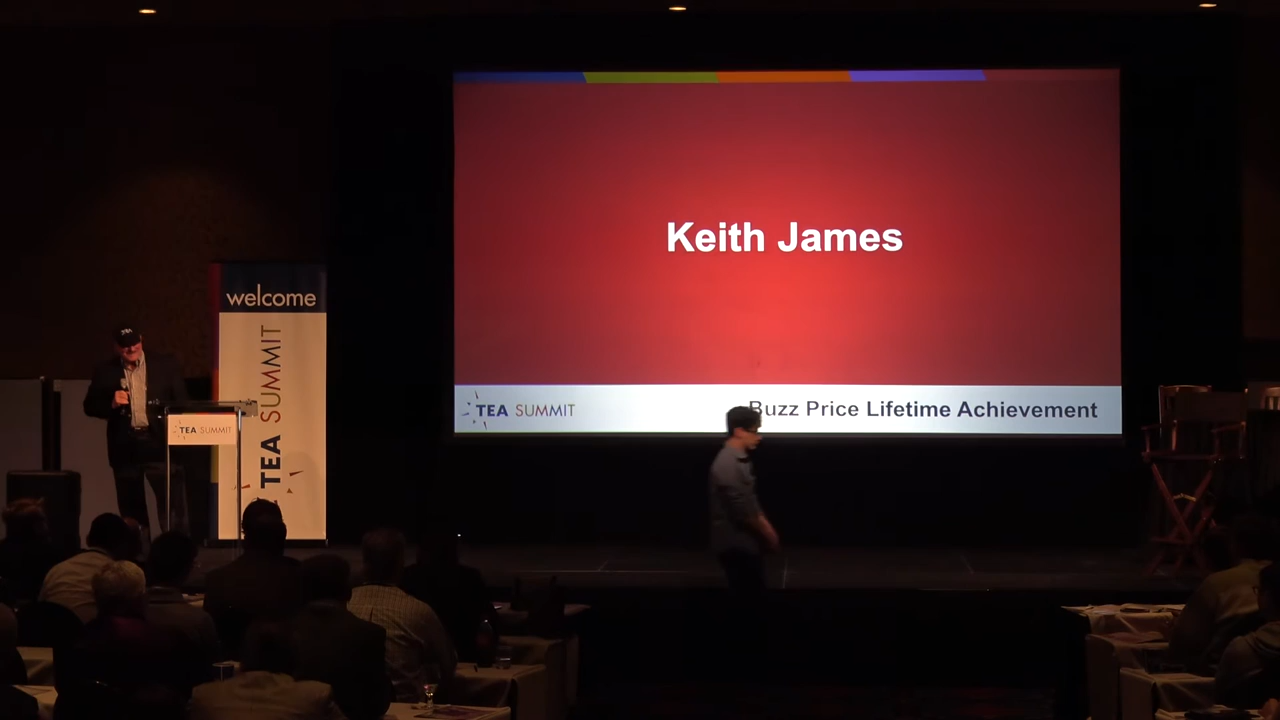 Keith James
TEA SUMMIT
Buzz Price Lifetime Achievement
welcome
TEA SUMMIT
TEA SUMMIT